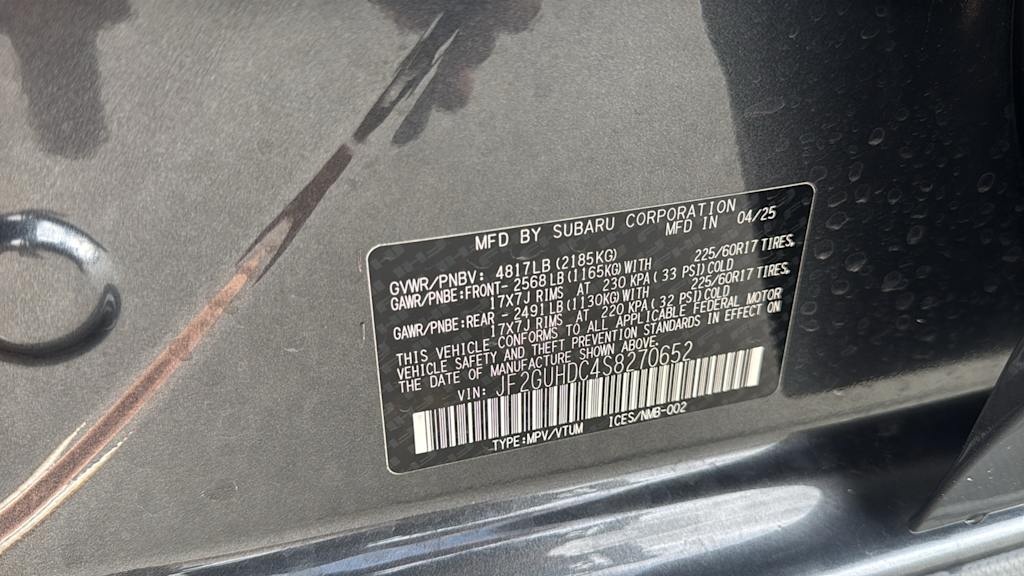 MFD BY SUBARU CORPORATION 04/25
MFD IN
GVWR/PNBV: 4817LB (2185KG)
GAWR/PNBE:FRONT- 2568LB (1165KG) WITH 225/60R17 TIRES,
17X7J RIMS AT 230 KPA (33 PSI) COLD
GAWR/PNBE:REAR - 2491LB (1130KG) WITH 225/60R17 TIRES,
17X7J RIMS AT 220 KPA (32 PSI) COLD
THIS VEHICLE CONFORMS TO ALL APPLICABLE FEDERAL MOTOR
VEHICLE SAFETY AND THEFT PREVENTION STANDARDS IN EFFECT ON
THE DATE OF MANUFACTURE SHOWN ABOVE.
VIN: JF2GUHDC4S8270652
TYPE:MPV/VTUM ICES/NMB-002